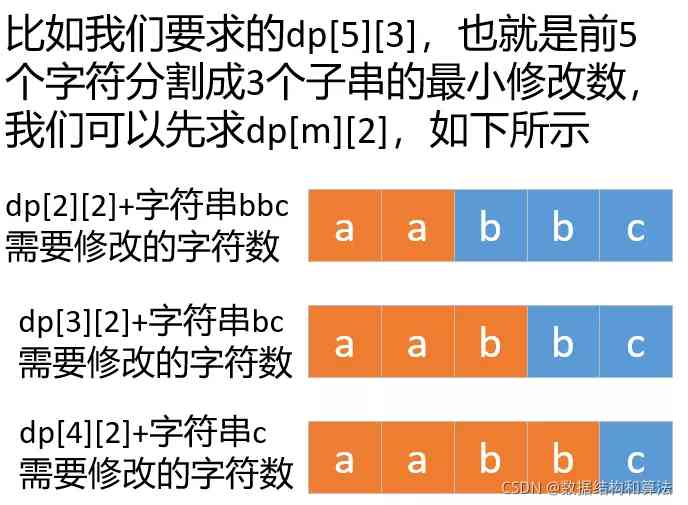 比如我们要求的dp[5][3]，也就是前5
个字符分割成3个子串的最小修改数，
我们可以先求dp[m][2]，如下所示
dp[2][2]+字符串bbc
需要修改的字符数
a a b b c
dp[3][2]+字符串bc
需要修改的字符数
a a b b c
dp[4][2]+字符串c
需要修改的字符数
a a b b c
CSDN @数据结构和算法